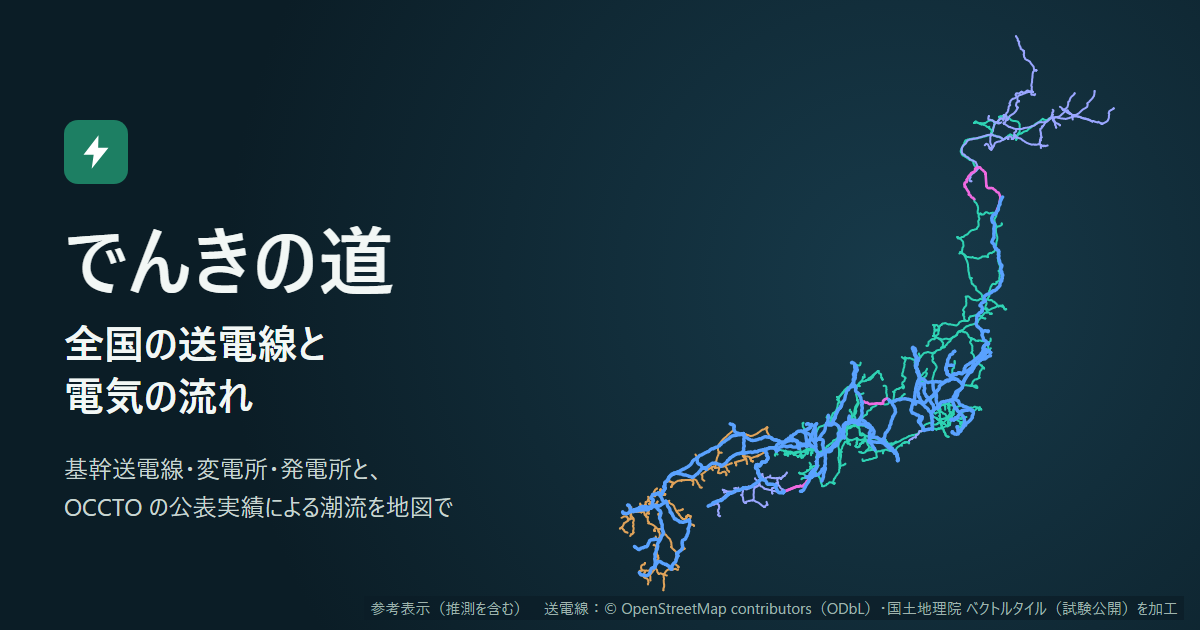 でんきの道
全国の送電線と
電気の流れ
基幹送電線・変電所・発電所と、
OCCTO の公表実績による潮流を地図で
参考表示（推測を含む）　送電線：© OpenStreetMap contributors（ODbL）・国土地理院 ベクトルタイル（試験公開）を加工